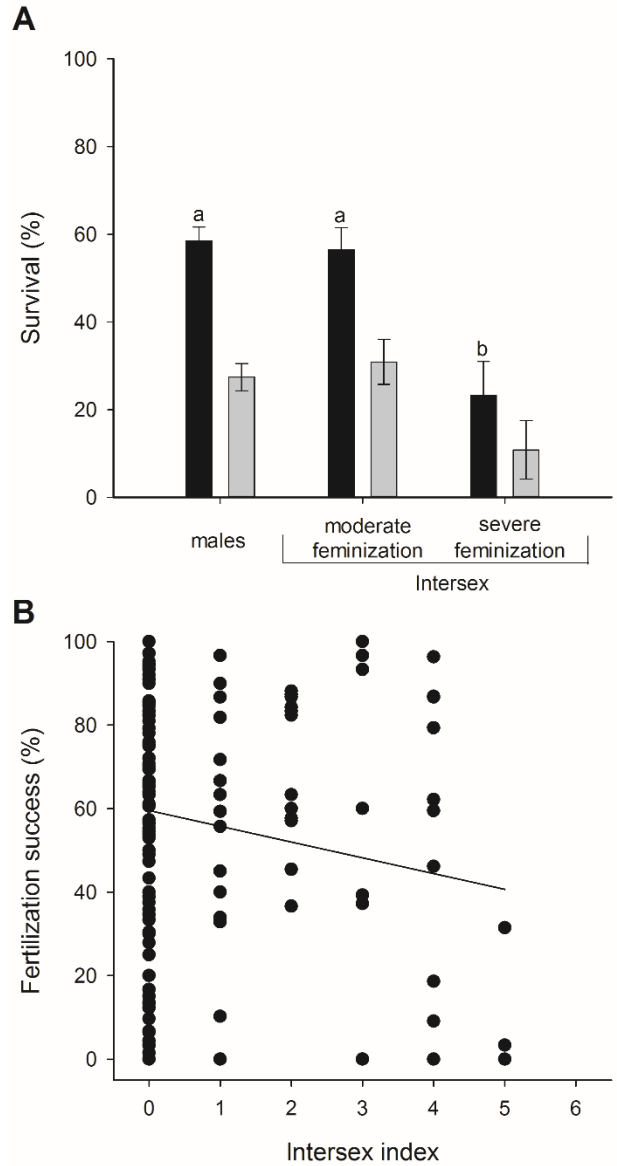 A
100
80
60
40
20
0
Survival (%)
a
a
b
males
moderate
feminization
severe
feminization
Intersex
B
100
80
60
40
20
0
Fertilization success (%)
0 1 2 3 4 5 6
Intersex index